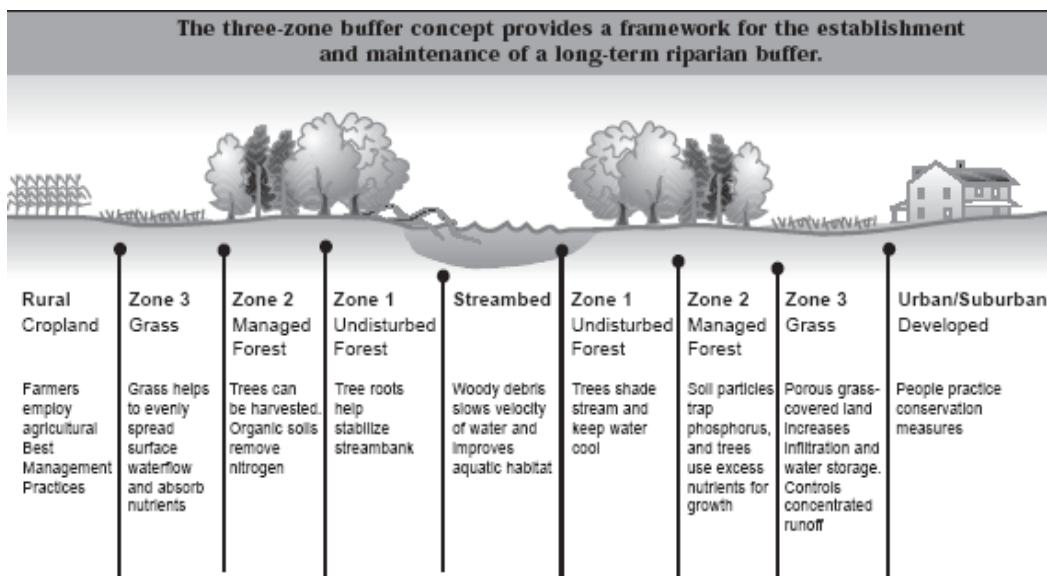 The three-zone buffer concept provides a framework for the establishment
and maintenance of a long-term riparian buffer.
Rural
Cropland
Farmers
employ
agricultural
Best
Management
Practices
Zone 3
Grass
Grass helps
to evenly
spread
surface
waterflow
and absorb
nutrients
Zone 2
Managed
Forest
Trees can
be harvested.
Organic soils
remove
nitrogen
Zone 1
Undisturbed
Forest
Tree roots
help
stabilize
streambank
Streambed
Woody debris
slows velocity
of water and
improves
aquatic habitat
Zone 1
Undisturbed
Forest
Trees shade
stream and
keep water
cool
Zone 2
Managed
Forest
Soil particles
trap
phosphorus,
and trees
use excess
nutrients for
growth
Zone 3
Grass
Porous grass-
covered land
increases
infiltration and
water storage.
Controls
concentrated
runoff
Urban/Suburban
Developed
People practice
conservation
measures